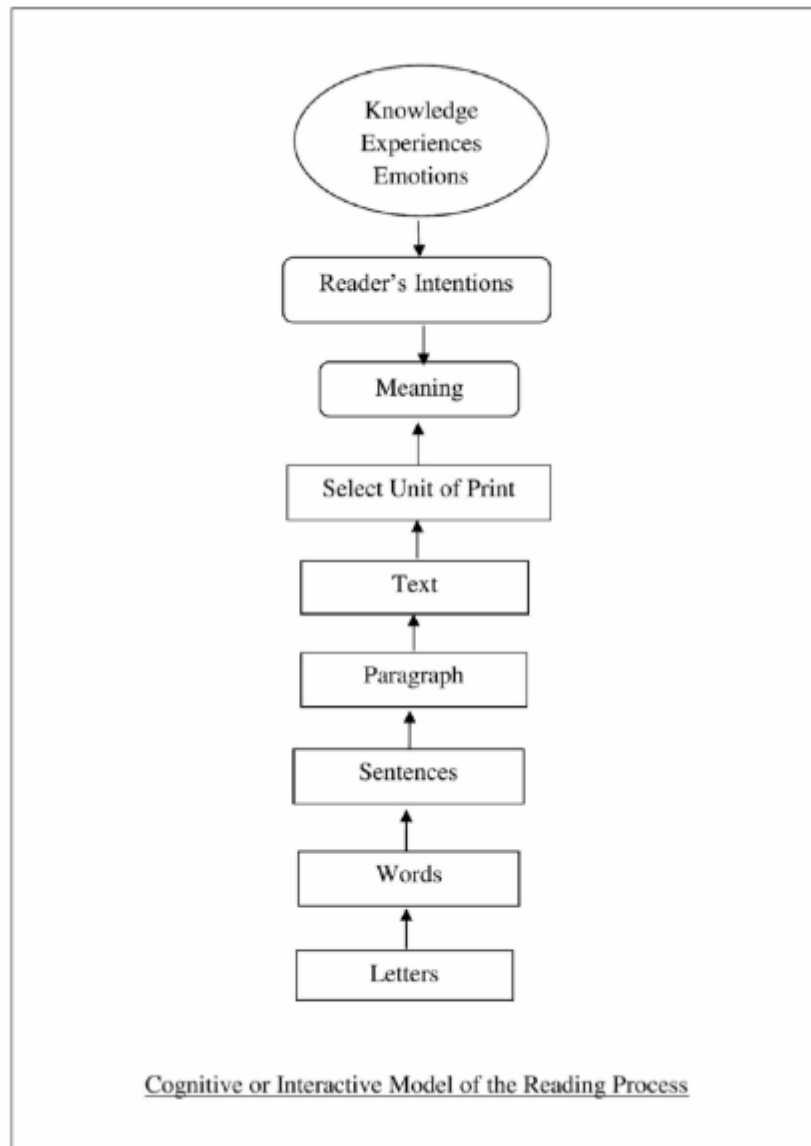 Knowledge
Experiences
Emotions
Reader's Intentions
Meaning
Select Unit of Print
Text
Paragraph
Sentences
Words
Letters
Cognitive or Interactive Model of the Reading Process